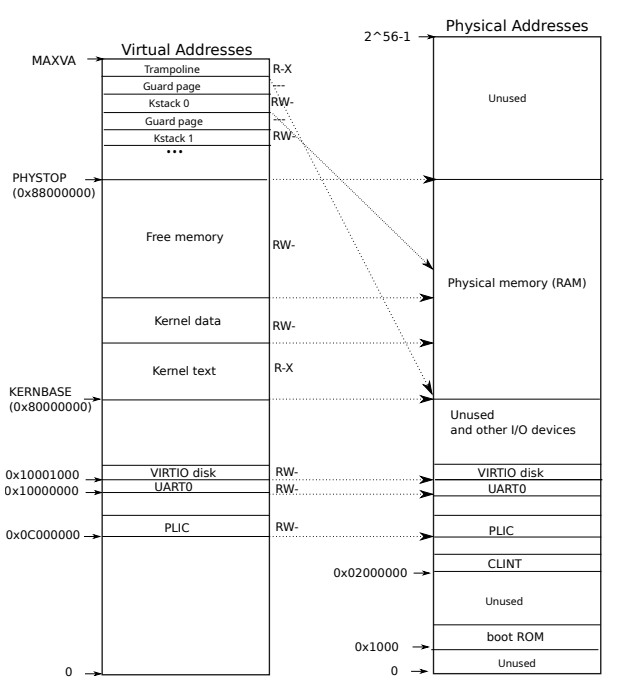 Physical Addresses
2^56-1
Virtual Addresses
MAXVA
Trampoline
R-X
Guard page
---
Unused
Kstack 0
RW-
Guard page
---
Kstack 1
RW-
...
PHYSTOP
(0x88000000)
Free memory
RW-
Physical memory (RAM)
Kernel data
RW-
Kernel text
R-X
KERNBASE
(0x80000000)
Unused
and other I/O devices
0x10001000
VIRTIO disk
RW-
VIRTIO disk
0x10000000
UART0
RW-
UART0
0x0C000000
PLIC
RW-
PLIC
CLINT
0x02000000
Unused
boot ROM
0x1000
Unused
0
0